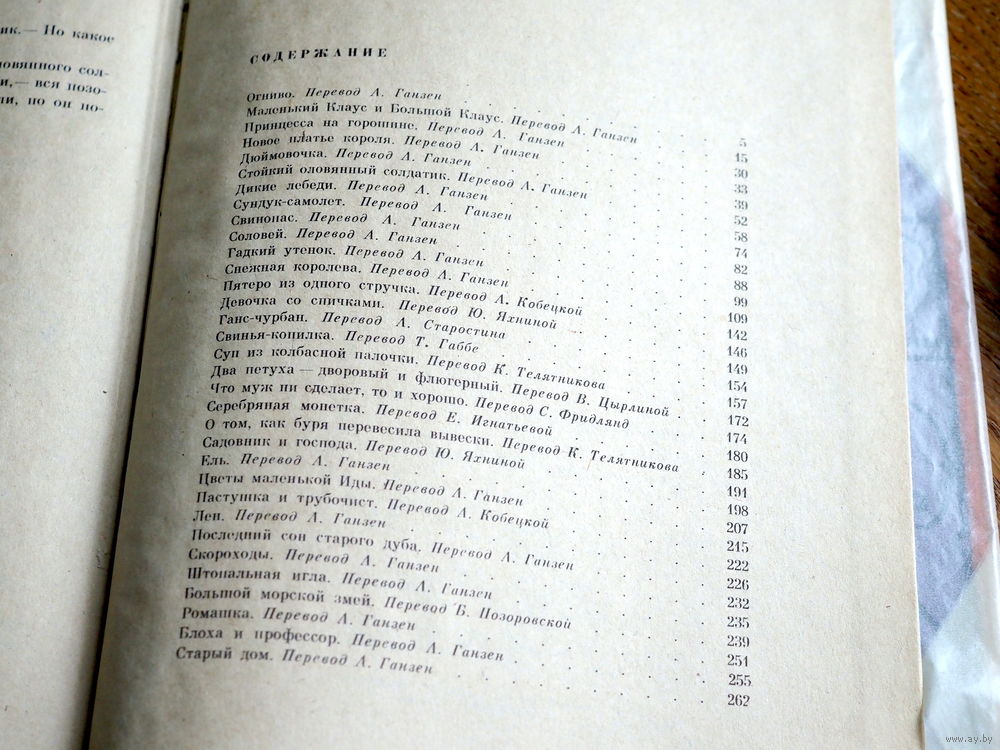 ик.— Но какое
ловянного сол-
и,— вся позо-
ли, но он по-
СОДЕРЖАНИЕ
Огниво. Перевод А. Ганзен 5
Маленький Клаус и Большой Клаус. Перевод А. Ганзен 15
Принцесса на горошине. Перевод А. Ганзен 30
Новое платье короля. Перевод А. Ганзен 33
Дюймовочка. Перевод А. Ганзен 39
Стойкий оловянный солдатик. Перевод А. Ганзен 52
Дикие лебеди. Перевод А. Ганзен 58
Сундук-самолет. Перевод А. Ганзен 74
Свинопас. Перевод А. Ганзен 82
Соловей. Перевод А. Ганзен 88
Гадкий утенок. Перевод А. Ганзен 99
Снежная королева. Перевод А. Ганзен 109
Пятеро из одного стручка. Перевод А. Кобецкой 142
Девочка со спичками. Перевод Ю. Яхниной 146
Ганс-чурбан. Перевод А. Старостина 149
Свинья-копилка. Перевод Т. Габбе 154
Суп из колбасной палочки. Перевод К. Телятникова 157
Два петуха — дворовый и флюгерный. Перевод В. Цырлиной 172
Что муж ни сделает, то и хорошо. Перевод С. Фридлянд 174
Серебряная монетка. Перевод Е. Игнатьевой 180
О том, как буря перевесила вывески. Перевод К. Телятникова 185
Садовник и господа. Перевод Ю. Яхниной 191
Ель. Перевод А. Ганзен 198
Цветы маленькой Иды. Перевод А. Ганзен 207
Пастушка и трубочист. Перевод А. Кобецкой 215
Лен. Перевод А. Ганзен 222
Последний сон старого дуба. Перевод А. Ганзен 226
Скороходы. Перевод А. Ганзен 232
Штопальная игла. Перевод А. Ганзен 235
Большой морской змей. Перевод Б. Позоровской 239
Ромашка. Перевод А. Ганзен 251
Блоха и профессор. Перевод А. Ганзен 255
Старый дом. Перевод А. Ганзен 262
www.ay.by